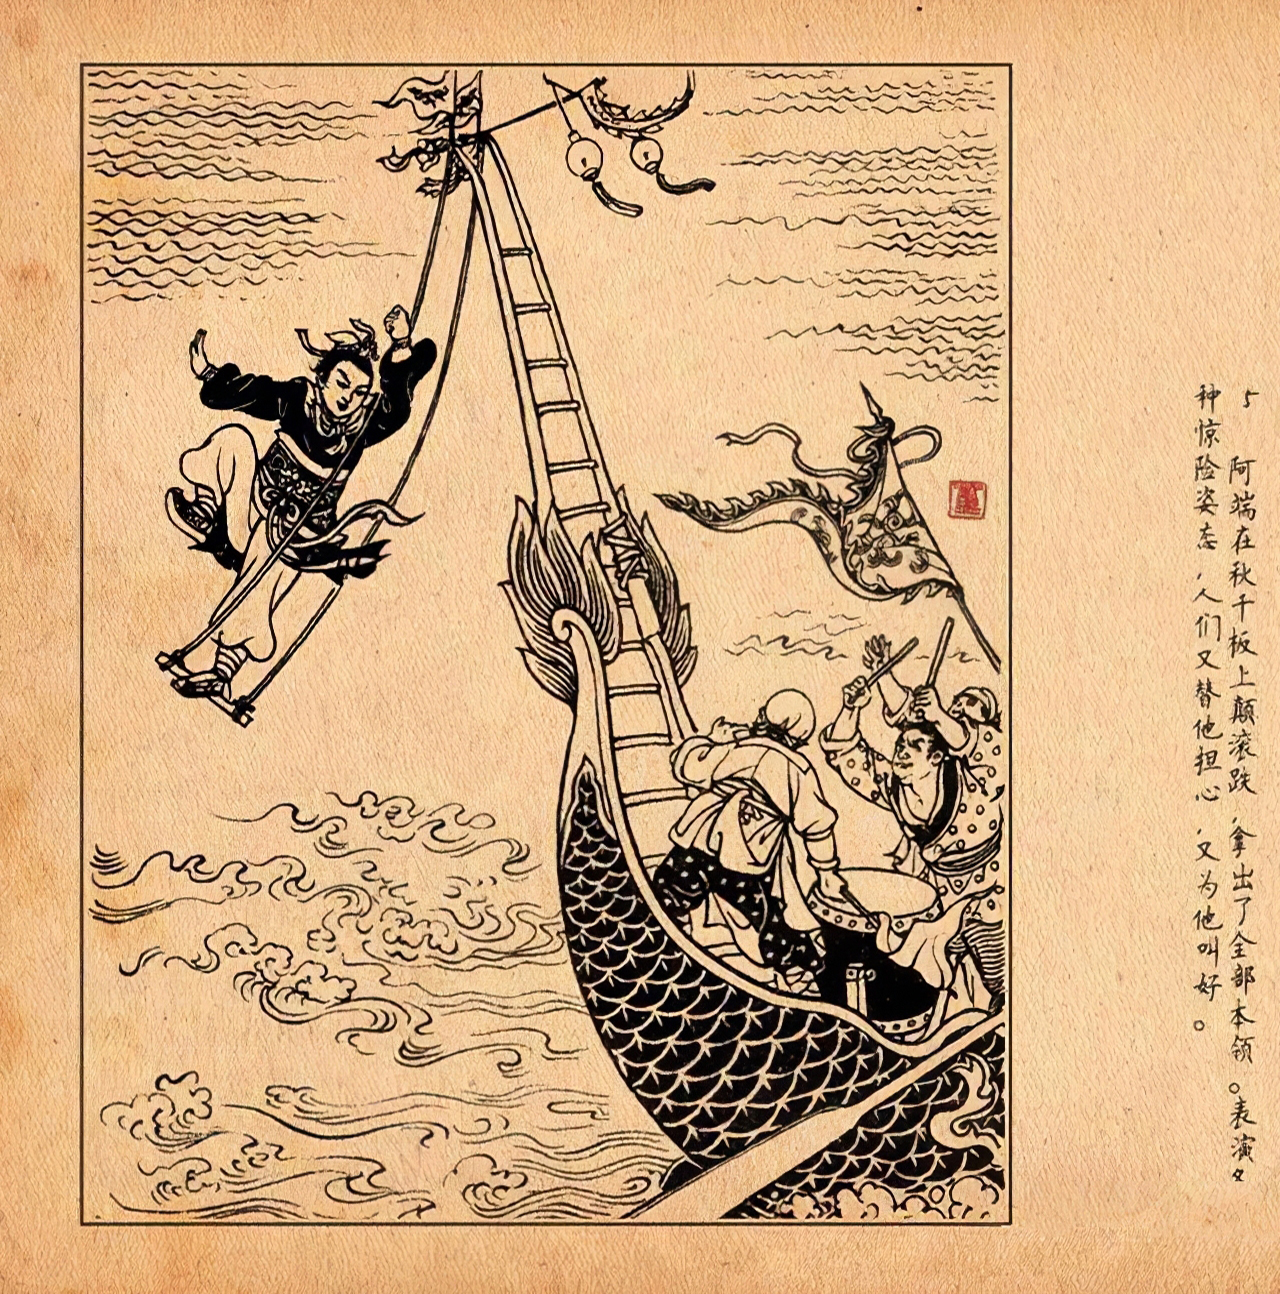 5 阿端在秋千板上颠滚跌,拿出了全部本领。表演各
种惊险姿态,人们又替他担心,又为他叫好。